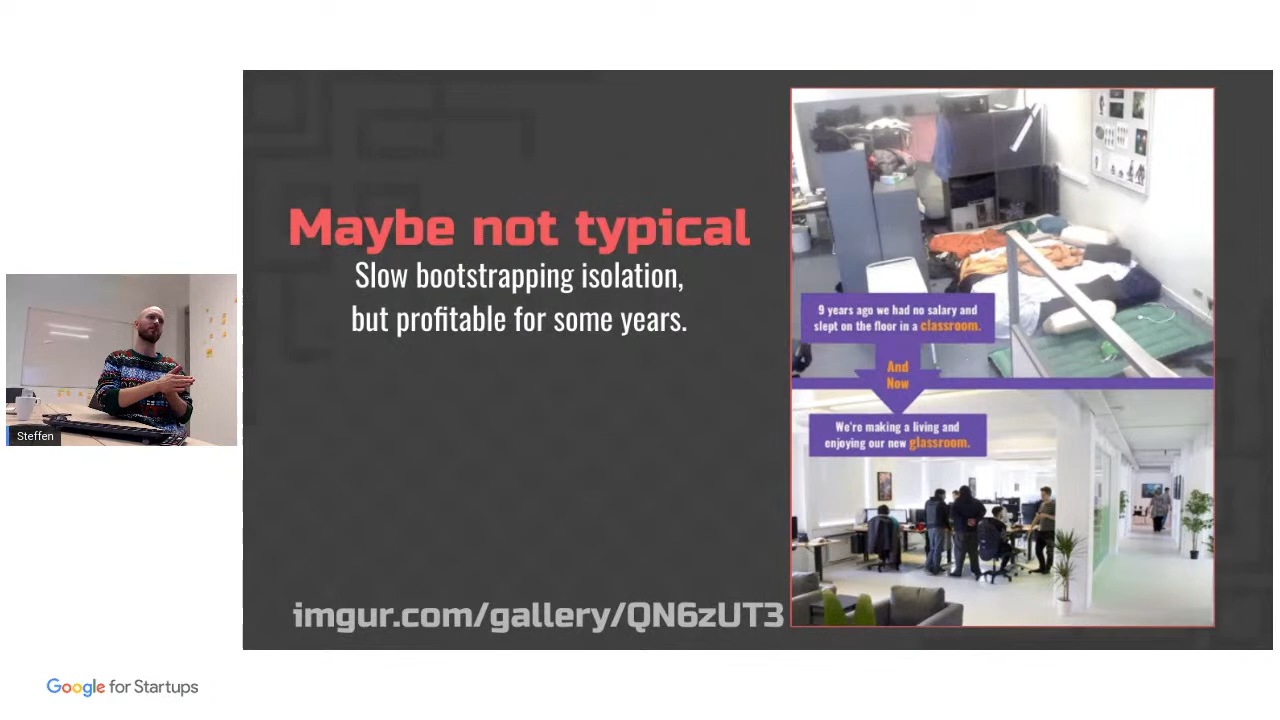 Maybe not typical
Slow bootstrapping isolation,
but profitable for some years.
9 years ago we had no salary and
slept on the floor in a classroom.
And
Now
We're making a living and
enjoying our new glassroom.
imgur.com/gallery/QN6zUT3
Steffen
Google for Startups